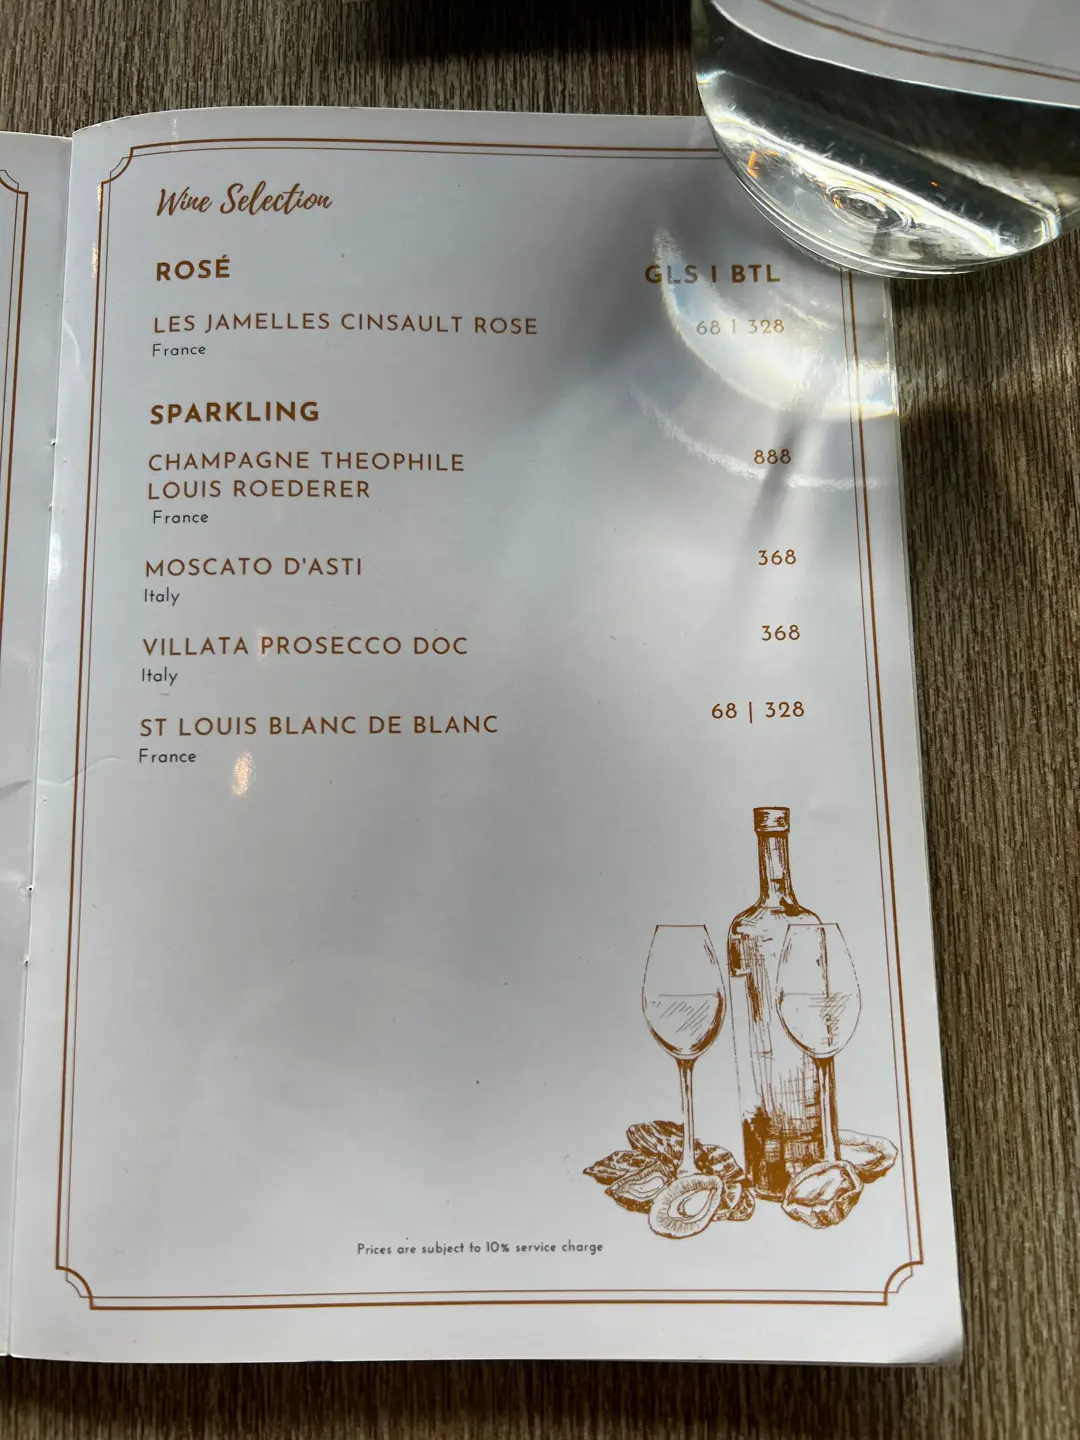 Wine Selection
ROSÉ
GLS | BTL
LES JAMELLES CINSAULT ROSE
68 | 328
France
SPARKLING
CHAMPAGNE THEOPHILE
888
LOUIS ROEDERER
France
MOSCATO D'ASTI
368
Italy
VILLATA PROSECCO DOC
368
Italy
ST LOUIS BLANC DE BLANC
68 | 328
France
Prices are subject to 10% service charge